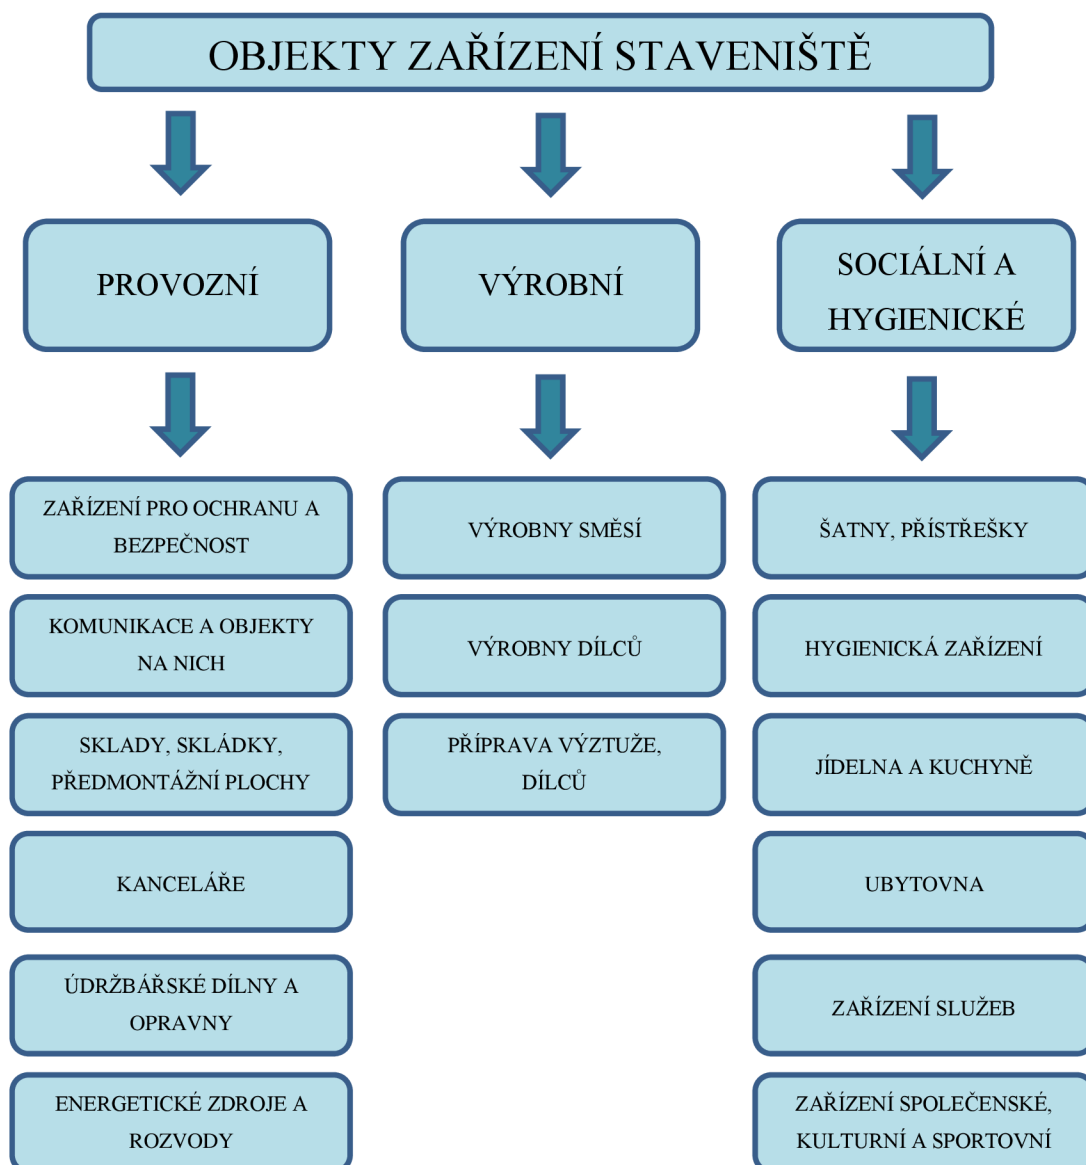 OBJEKTY ZAŘÍZENÍ STAVENIŠTĚ
PROVOZNÍ
VÝROBNÍ
SOCIÁLNÍ A
HYGIENICKÉ
ZAŘÍZENÍ PRO OCHRANU A
BEZPEČNOST
KOMUNIKACE A OBJEKTY
NA NICH
SKLADY, SKLÁDKY,
PŘEDMONTÁŽNÍ PLOCHY
KANCELÁŘE
ÚDRŽBÁŘSKÉ DÍLNY A
OPRAVNY
ENERGETICKÉ ZDROJE A
ROZVODY
VÝROBNY SMĚSÍ
VÝROBNY DÍLCŮ
PŘÍPRAVA VÝZTUŽE,
DÍLCŮ
ŠATNY, PŘÍSTŘEŠKY
HYGIENICKÁ ZAŘÍZENÍ
JÍDELNA A KUCHYNĚ
UBYTOVNA
ZAŘÍZENÍ SLUŽEB
ZAŘÍZENÍ SPOLEČENSKÉ,
KULTURNÍ A SPORTOVNÍ